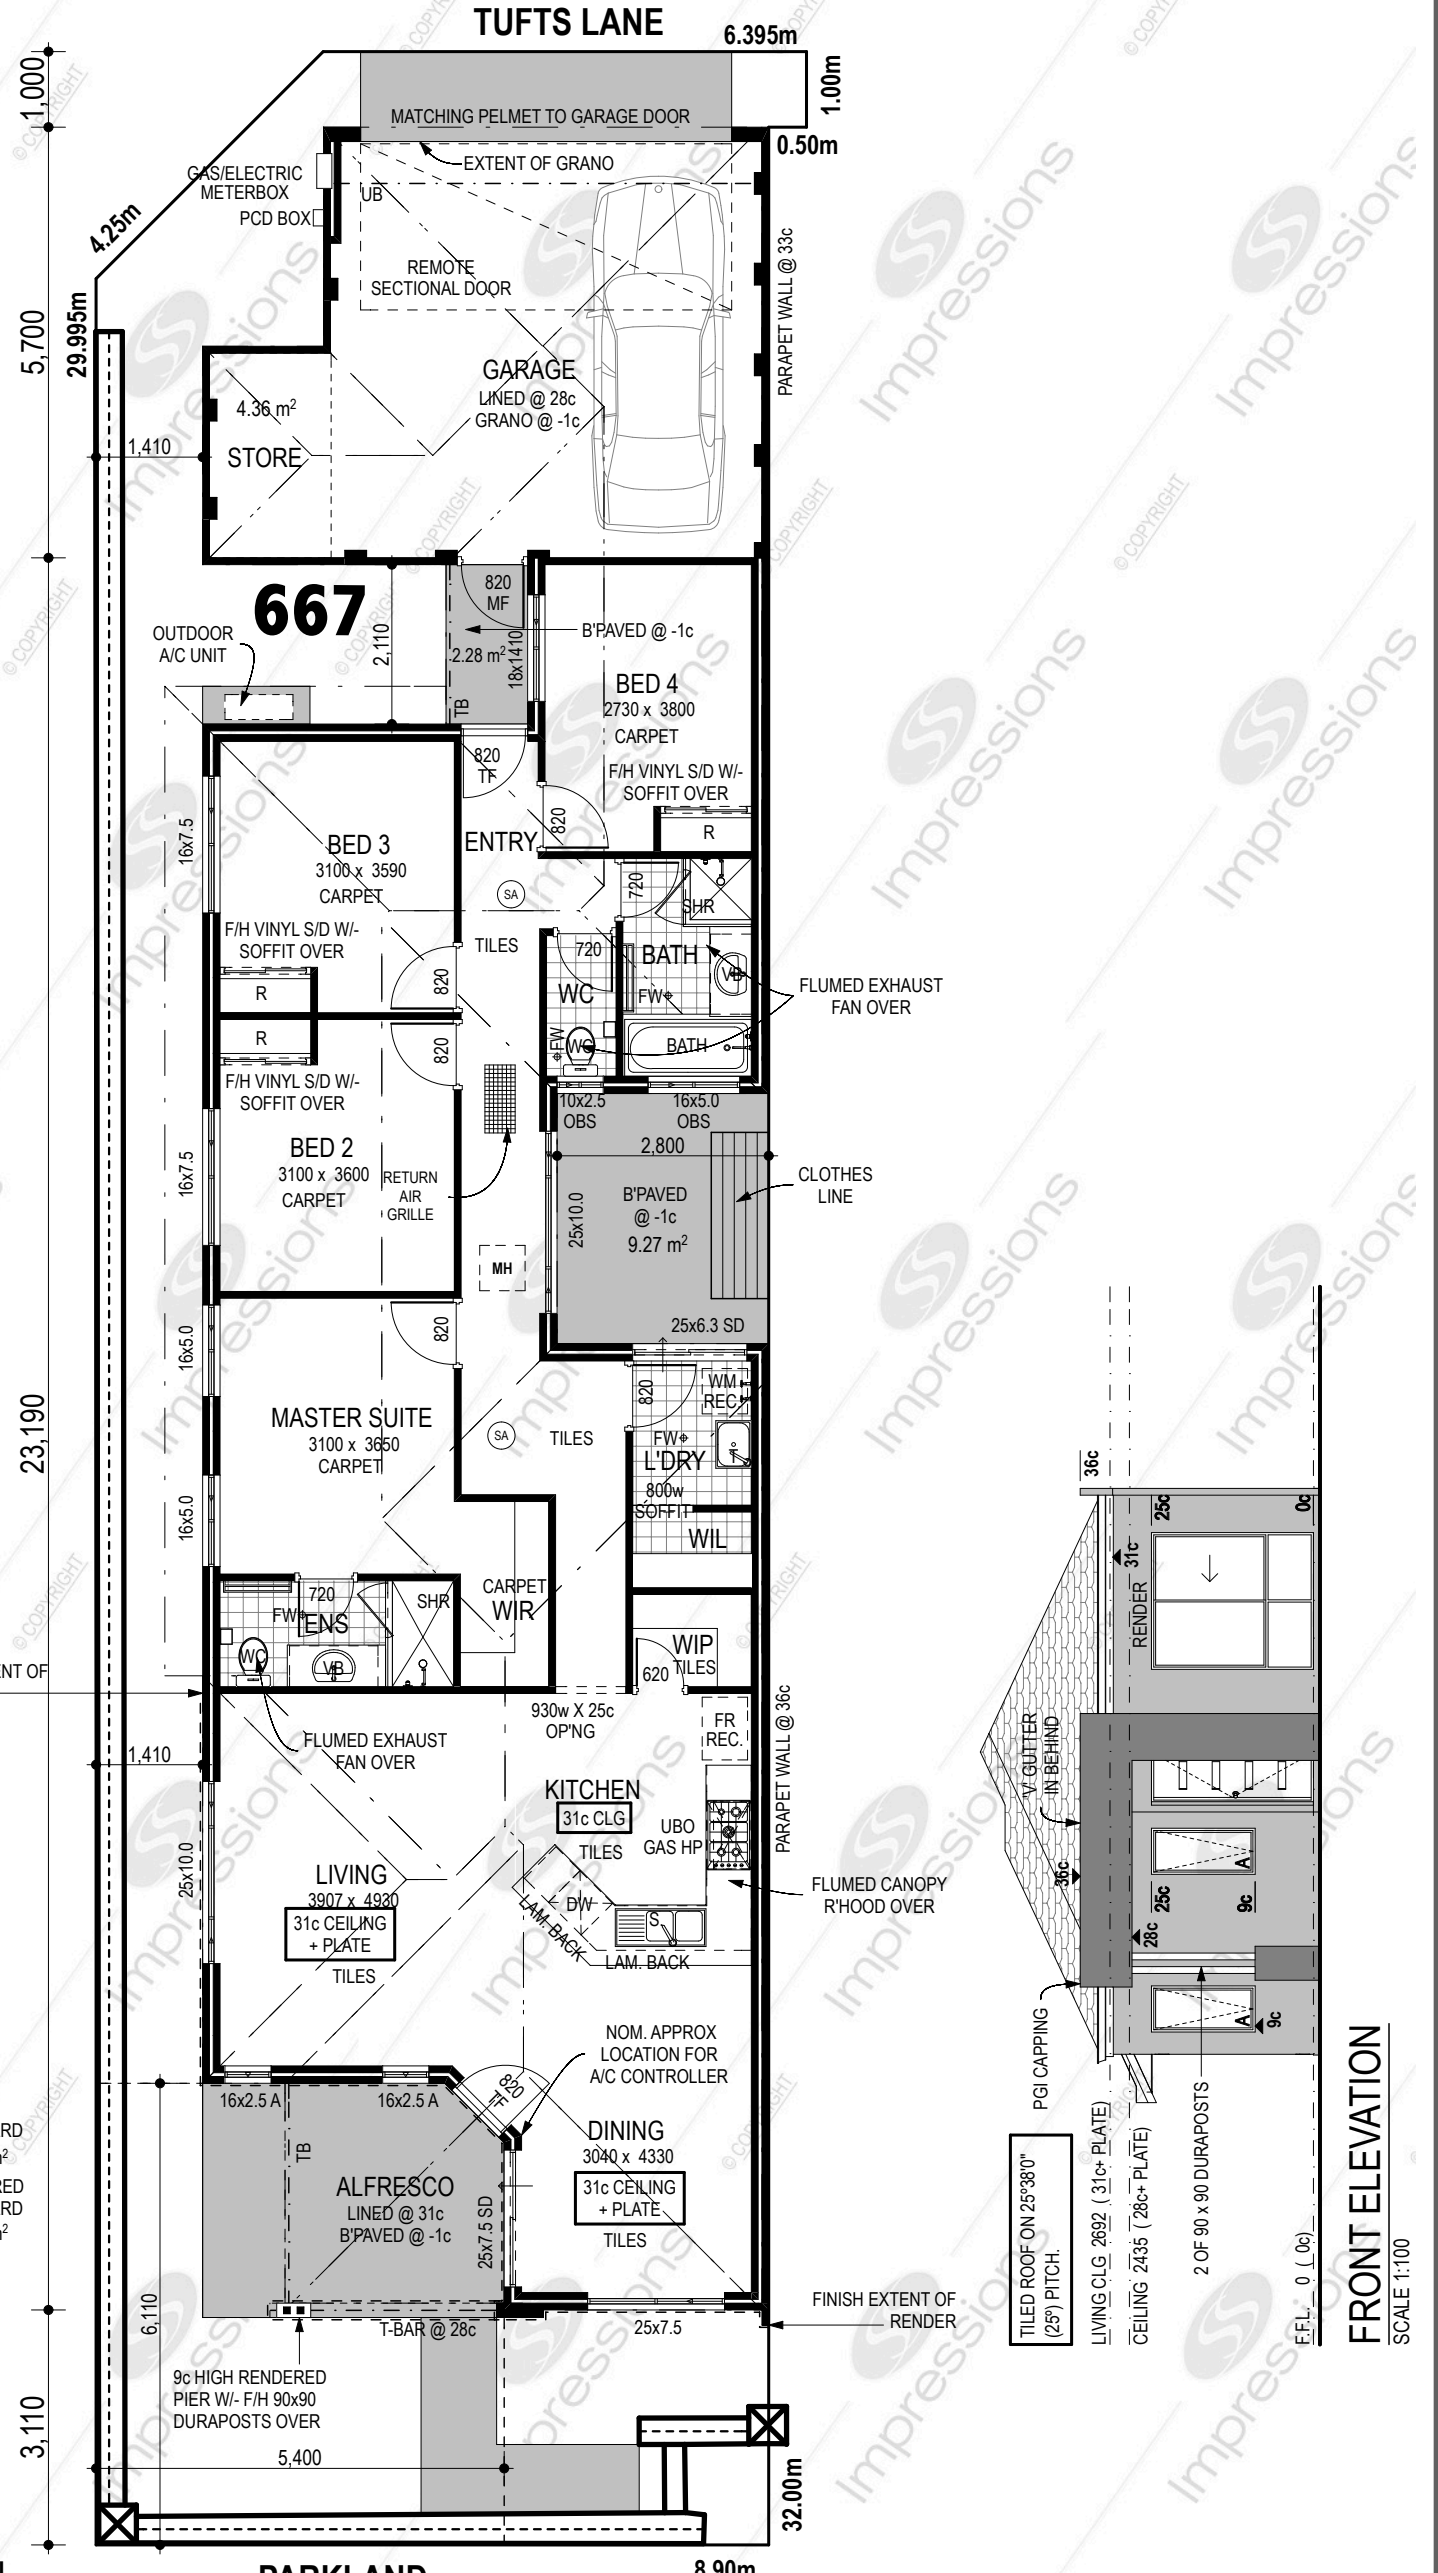 TUFTS LANE
6.395m
1,000
1.00m
MATCHING PELMET TO GARAGE DOOR
0.50m
EXTENT OF GRANO
GAS/ELECTRIC
METERBOX
UB
PCD BOX
4.25m
REMOTE
SECTIONAL DOOR
PARAPET WALL @ 33c
5,700
29.995m
GARAGE
LINED @ 28c
GRANO @ -1c
4.36 m²
STORE
1,410
820
MF
667
2,110
OUTDOOR
A/C UNIT
B'PAVED @ -1c
2.28 m²
18x1410
TB
BED 4
2730 x 3800
CARPET
F/H VINYL S/D W/-
SOFFIT OVER
R
820
TF
820
ENTRY
16x7.5
BED 3
3100 x 3590
CARPET
F/H VINYL S/D W/-
SOFFIT OVER
SA
TILES
720
SHR
BATH
VB
FW
720
WC
WC
FW
BATH
FLUMED EXHAUST
FAN OVER
R
820
R
820
F/H VINYL S/D W/-
SOFFIT OVER
10x2.5
OBS
16x5.0
OBS
BED 2
3100 x 3600
CARPET
16x7.5
RETURN
AIR
GRILLE
2,800
CLOTHES
LINE
B'PAVED
@ -1c
9.27 m²
25x10.0
MH
25x6.3 SD
16x5.0
820
820
WM
REC.
23,190
MASTER SUITE
3100 x 3650
CARPET
SA
TILES
FW
L'DRY
T
800w
SOFFIT
WIL
16x5.0
720
FW
ENS
SHR
WC
VB
CARPET
WIR
WIP
TILES
620
ENT OF
930w X 25c
OP'NG
FR
REC.
FLUMED EXHAUST
FAN OVER
1,410
PARAPET WALL @ 36c
KITCHEN
31c CLG
TILES
UBO
GAS HP
LIVING
3907 x 4930
31c CEILING
+ PLATE
TILES
25x10.0
DW
S
LAM. BACK
LAM. BACK
FLUMED CANOPY
R'HOOD OVER
NOM. APPROX
LOCATION FOR
A/C CONTROLLER
16x2.5 A
16x2.5 A
820
TF
TB
DINING
3040 x 4330
31c CEILING
+ PLATE
TILES
RD
m²
RED
RD
m²
ALFRESCO
LINED @ 31c
B'PAVED @ -1c
25x7.5 SD
6,110
T-BAR @ 28c
25x7.5
FINISH EXTENT OF
RENDER
9c HIGH RENDERED
PIER W/- F/H 90x90
DURAPOSTS OVER
3,110
5,400
32.00m
PARKLAND
8.90m
36c
25c
0c
31c
RENDER
'V' GUTTER
IN BEHIND
36c
25c
9c
A
28c
9c
A
PGI CAPPING
TILED ROOF ON 25°38'0"
(25º) PITCH.
LIVING CLG 2692 ( 31c+ PLATE)
CEILING 2435 ( 28c+ PLATE)
2 OF 90 x 90 DURAPOSTS
F.F.L. 0 ( 0c)
FRONT ELEVATION
SCALE 1:100
Impressions
© COPYRIGHT